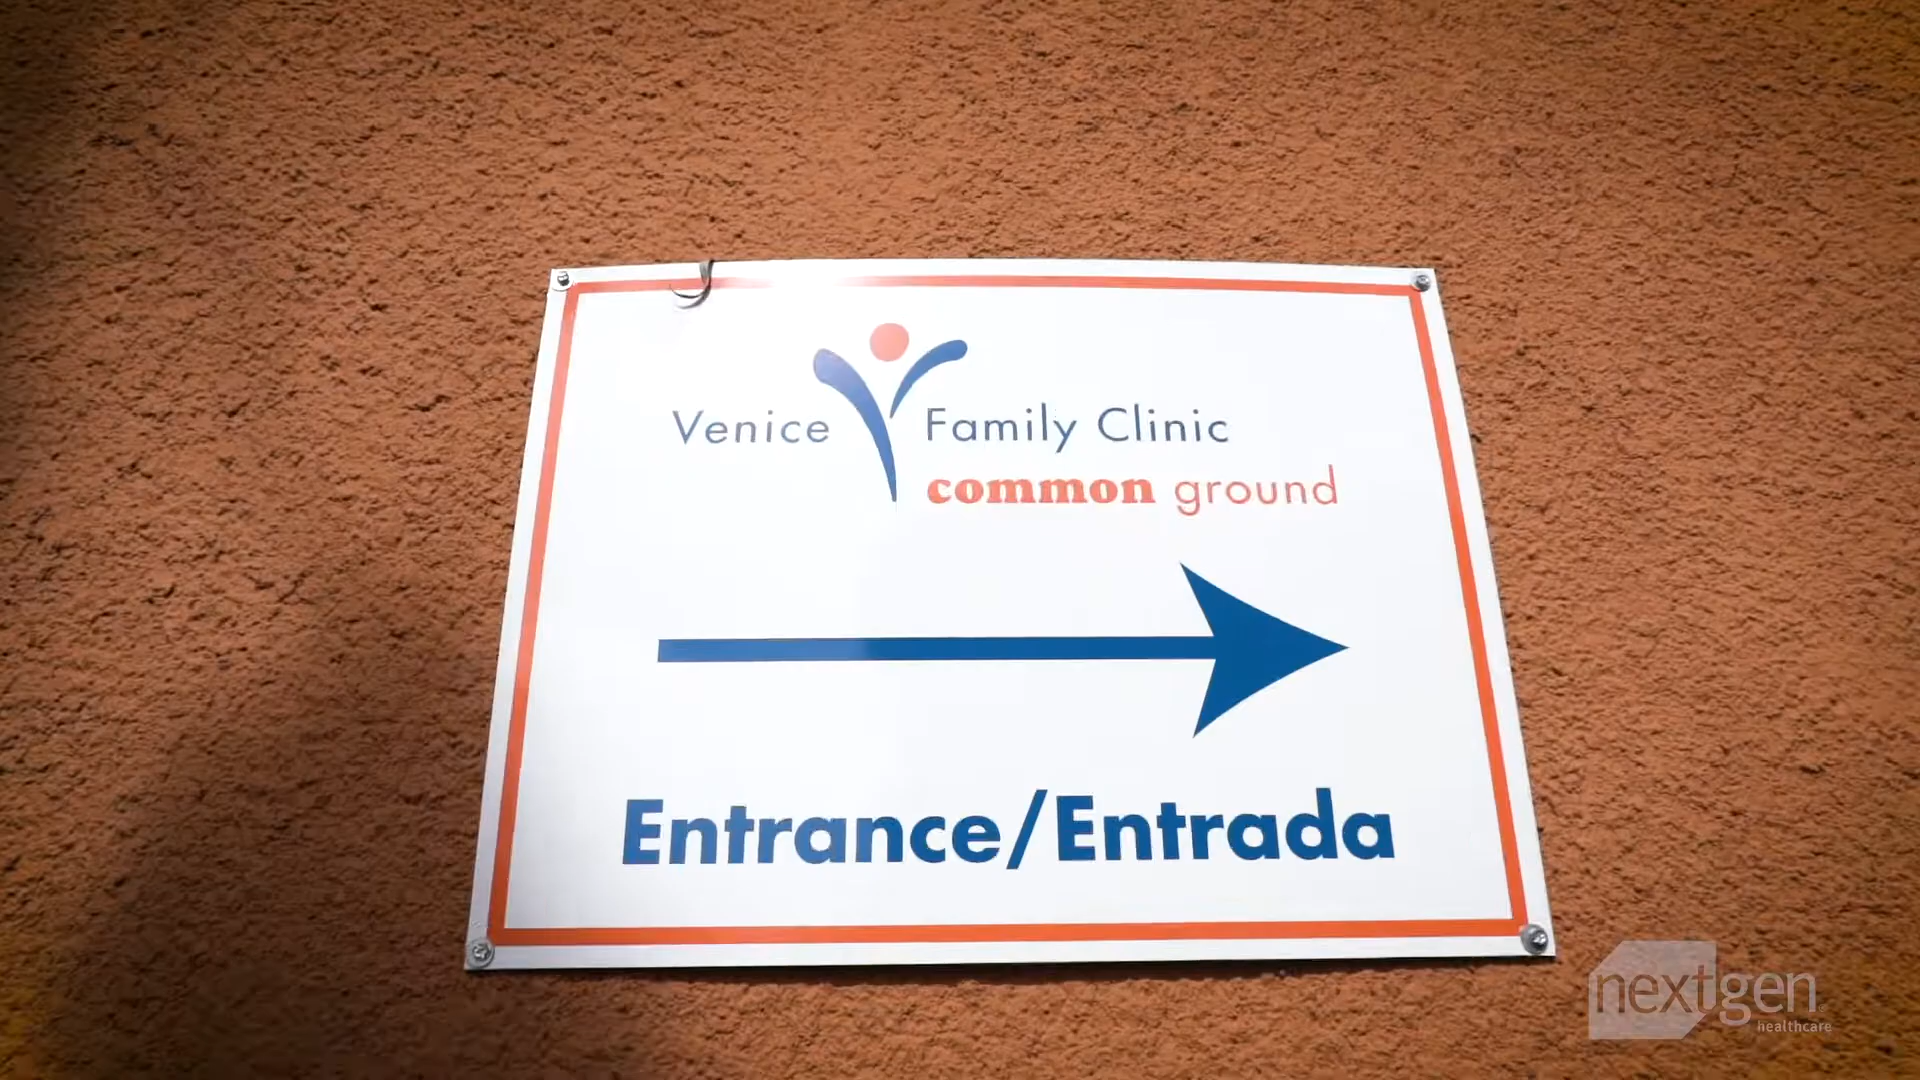 Venice Family Clinic
common ground
Entrance/Entrada
nextgen
healthcare